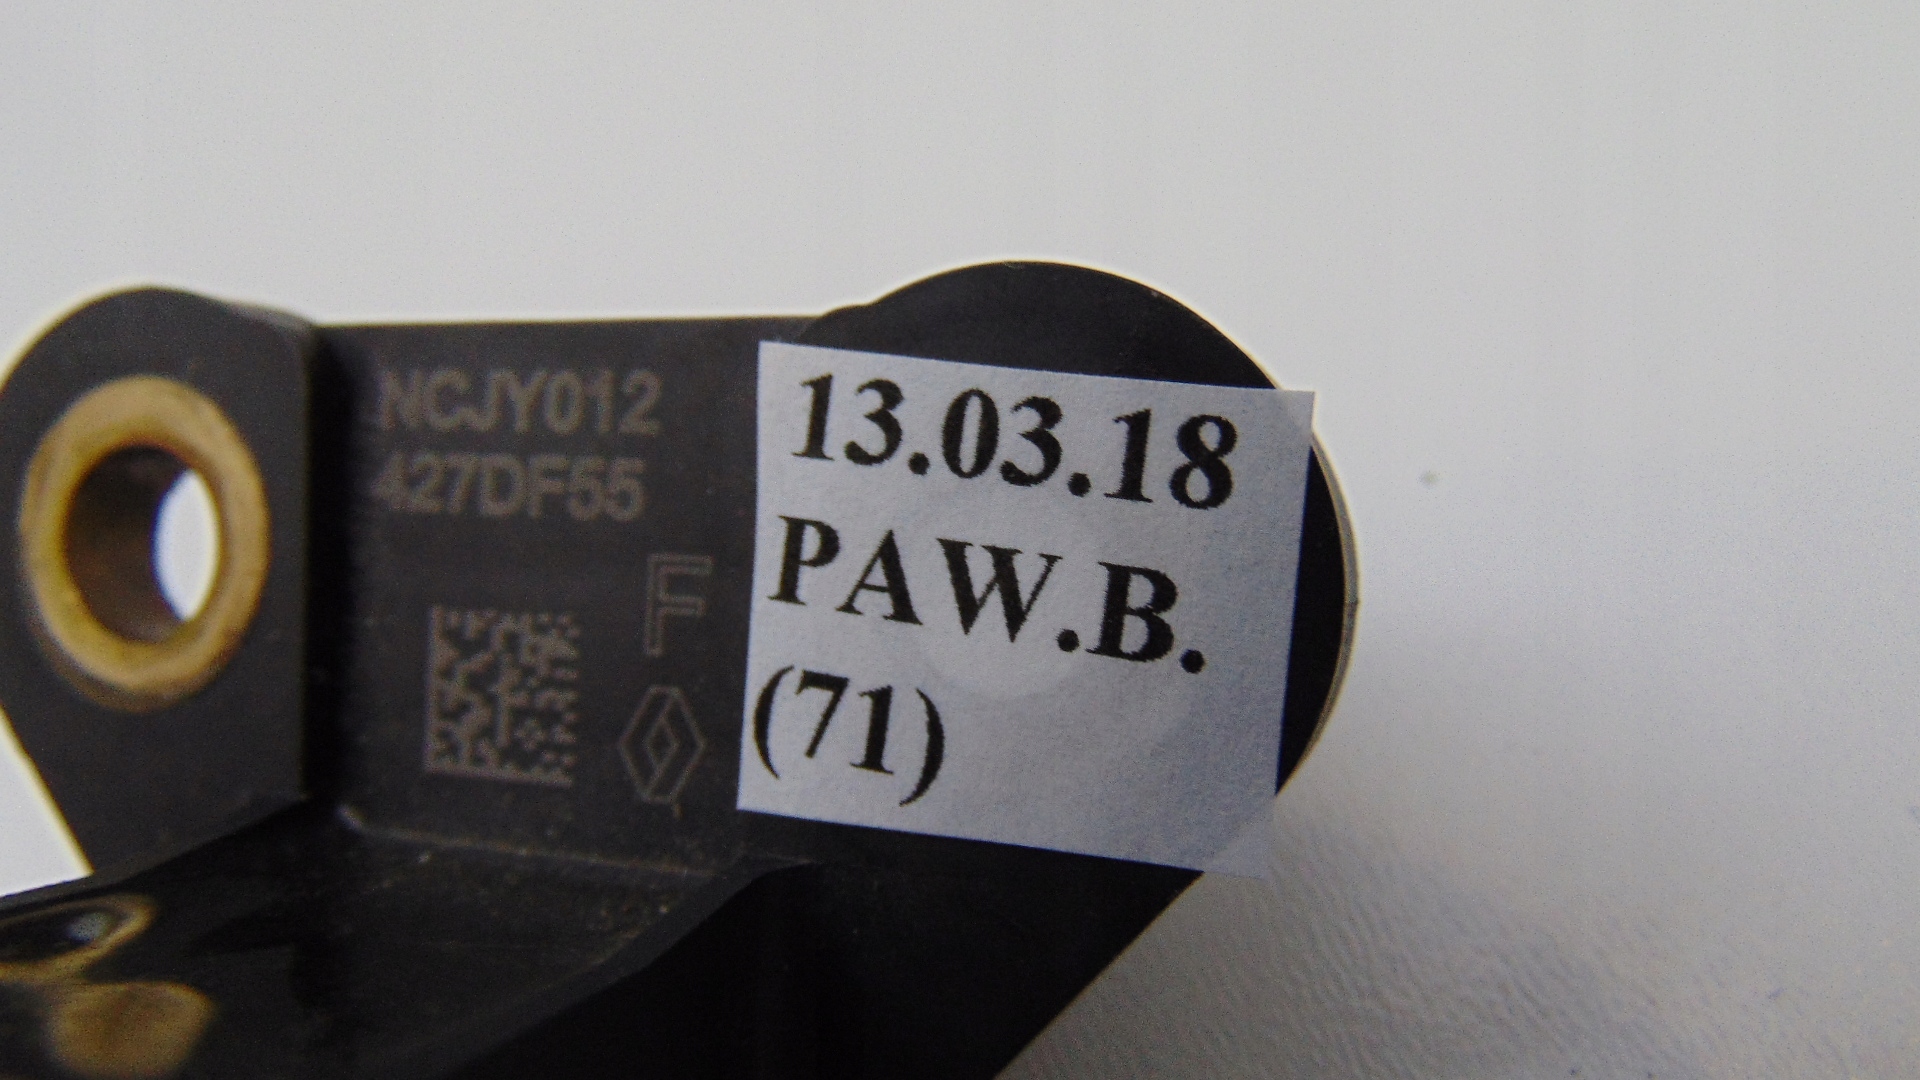 NCJY012
427DF55
F
13.03.18
PAW.B.
(71)